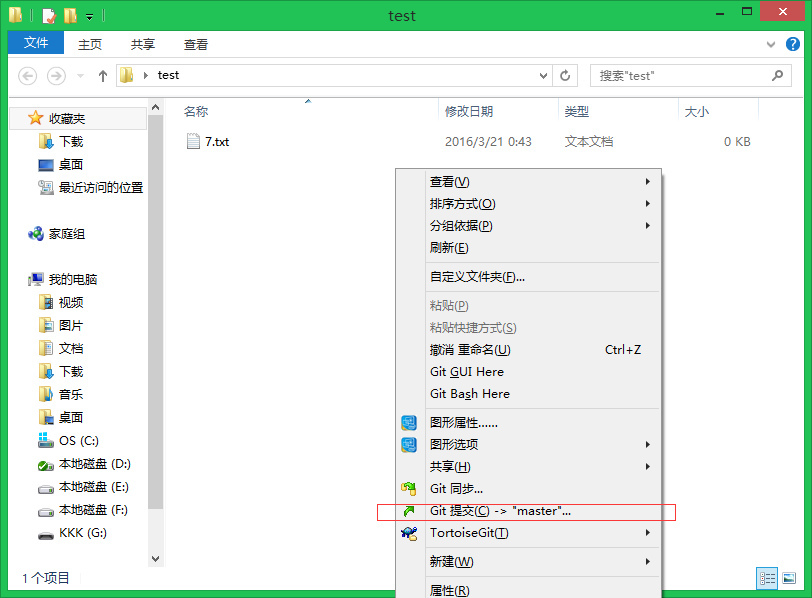 test
文件 主页 共享 查看
test 搜索"test"
名称 修改日期 类型 大小
7.txt 2016/3/21 0:43 文本文档 0 KB
收藏夹
下载
桌面
最近访问的位置
家庭组
我的电脑
视频
图片
文档
下载
音乐
桌面
OS (C:)
本地磁盘 (D:)
本地磁盘 (E:)
本地磁盘 (F:)
KKK (G:)
查看(V)
排序方式(O)
分组依据(P)
刷新(E)
自定义文件夹(F)...
粘贴(P)
粘贴快捷方式(S)
撤消 重命名(U) Ctrl+Z
Git GUI Here
Git Bash Here
图形属性......
图形选项
共享(H)
Git 同步...
Git 提交(C) -> "master"...
TortoiseGit(T)
新建(W)
属性(R)
1 个项目